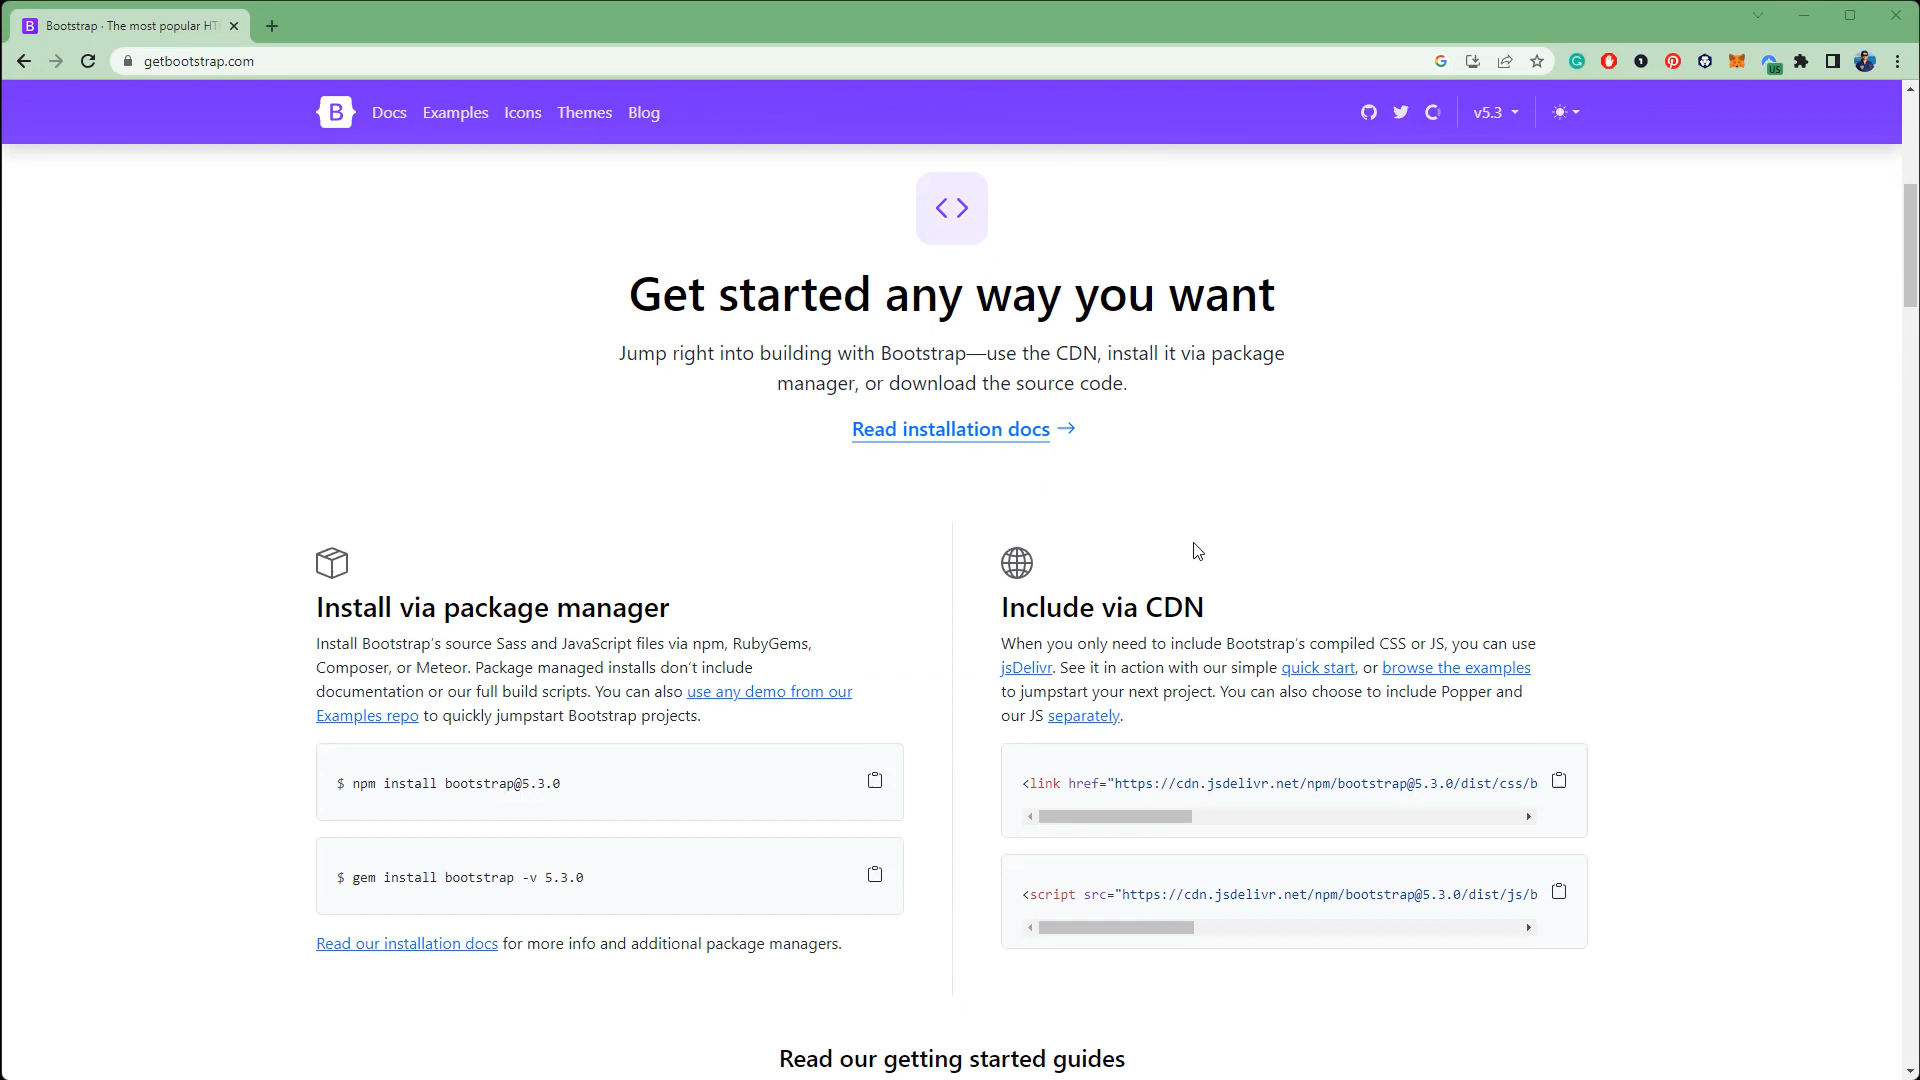 Bootstrap · The most popular HT
getbootstrap.com
US
B Docs Examples Icons Themes Blog v5.3
Get started any way you want
Jump right into building with Bootstrap—use the CDN, install it via package
manager, or download the source code.
Read installation docs
Install via package manager
Install Bootstrap’s source Sass and JavaScript files via npm, RubyGems,
Composer, or Meteor. Package managed installs don’t include
documentation or our full build scripts. You can also use any demo from our
Examples repo to quickly jumpstart Bootstrap projects.
$ npm install bootstrap@5.3.0
$ gem install bootstrap -v 5.3.0
Read our installation docs for more info and additional package managers.
Include via CDN
When you only need to include Bootstrap’s compiled CSS or JS, you can use
jsDelivr. See it in action with our simple quick start, or browse the examples
to jumpstart your next project. You can also choose to include Popper and
our JS separately.
<link href="https://cdn.jsdelivr.net/npm/bootstrap@5.3.0/dist/css/b
<script src="https://cdn.jsdelivr.net/npm/bootstrap@5.3.0/dist/js/b
Read our getting started guides